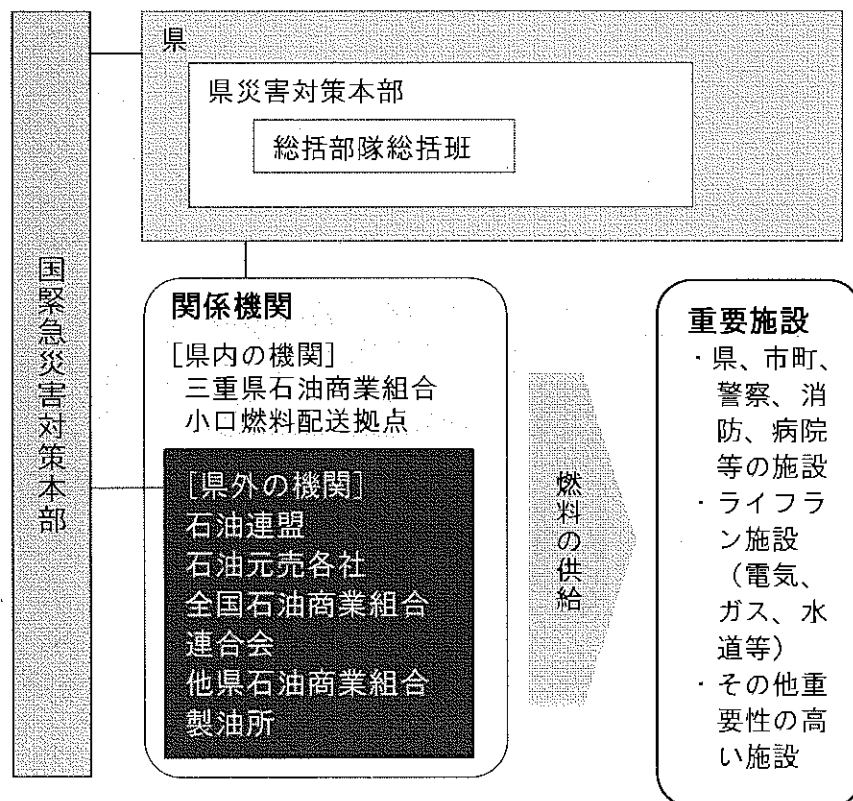 県
県災害対策本部
総括部隊総括班
国緊急災害対策本部
関係機関
[県内の機関]
三重県石油商業組合
小口燃料配送拠点
[県外の機関]
石油連盟
石油元売各社
全国石油商業組合
連合会
他県石油商業組合
製油所
燃料の供給
重要施設
・県、市町、
警察、消
防、病院
等の施設
・ライフラ
ン施設
（電気、
ガス、水
道等）
・その他重
要性の高
い施設